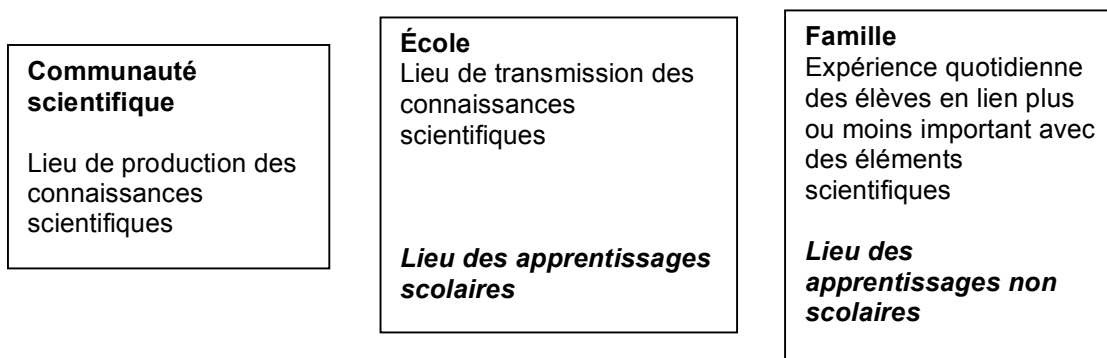 Communauté
scientifique
Lieu de production des
connaissances
scientifiques
École
Lieu de transmission des
connaissances
scientifiques
Lieu des apprentissages
scolaires
Famille
Expérience quotidienne
des élèves en lien plus
ou moins important avec
des éléments
scientifiques
Lieu des
apprentissages non
scolaires